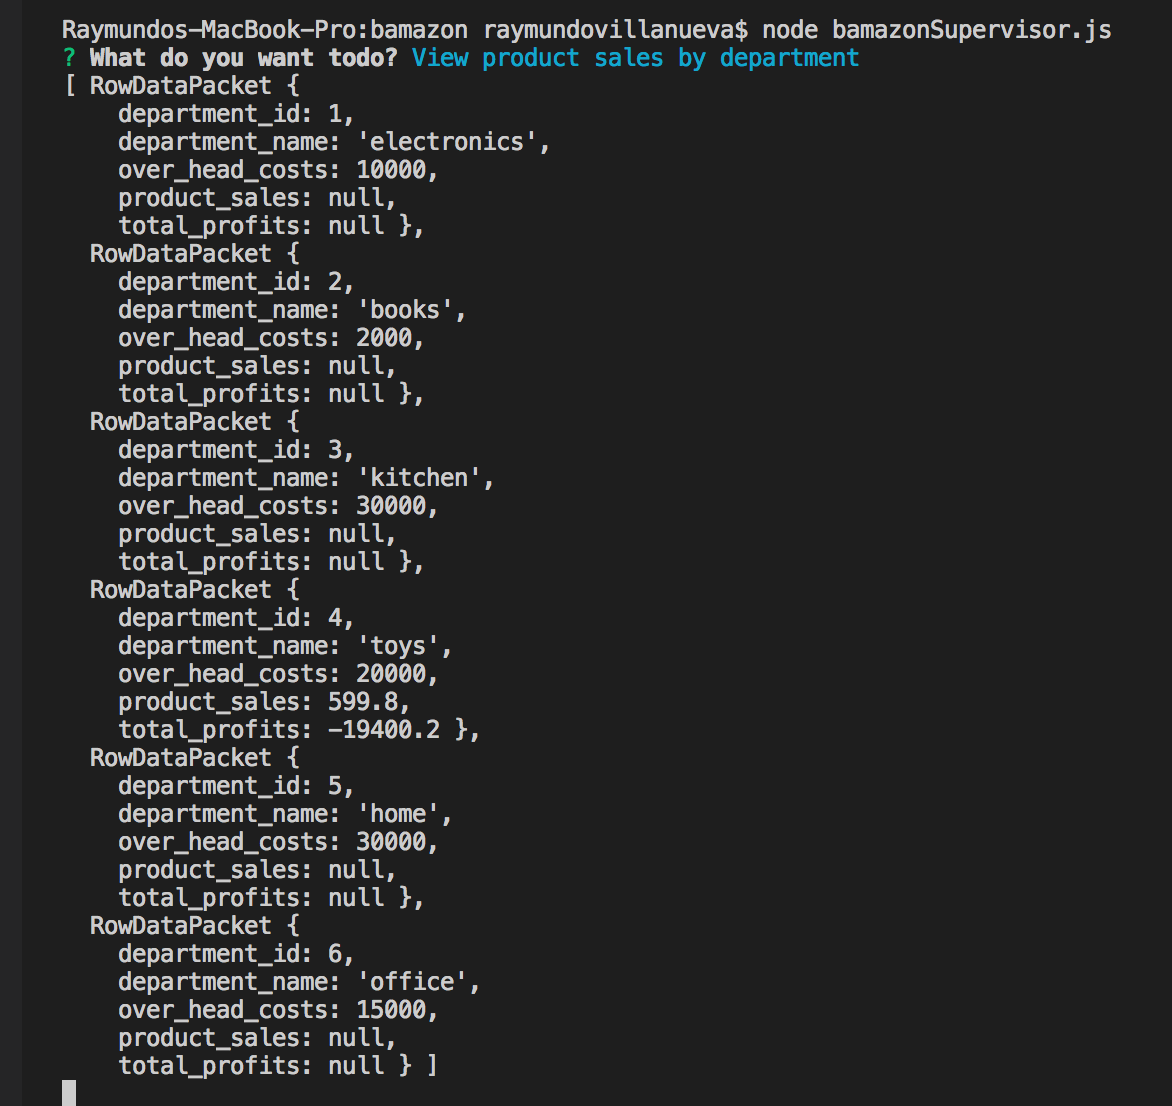 Raymundos-MacBook-Pro:bamazon raymundovillanueva$ node bamazonSupervisor.js
? What do you want todo? View product sales by department
[ RowDataPacket {
    department_id: 1,
    department_name: 'electronics',
    over_head_costs: 10000,
    product_sales: null,
    total_profits: null },
  RowDataPacket {
    department_id: 2,
    department_name: 'books',
    over_head_costs: 2000,
    product_sales: null,
    total_profits: null },
  RowDataPacket {
    department_id: 3,
    department_name: 'kitchen',
    over_head_costs: 30000,
    product_sales: null,
    total_profits: null },
  RowDataPacket {
    department_id: 4,
    department_name: 'toys',
    over_head_costs: 20000,
    product_sales: 599.8,
    total_profits: -19400.2 },
  RowDataPacket {
    department_id: 5,
    department_name: 'home',
    over_head_costs: 30000,
    product_sales: null,
    total_profits: null },
  RowDataPacket {
    department_id: 6,
    department_name: 'office',
    over_head_costs: 15000,
    product_sales: null,
    total_profits: null } ]